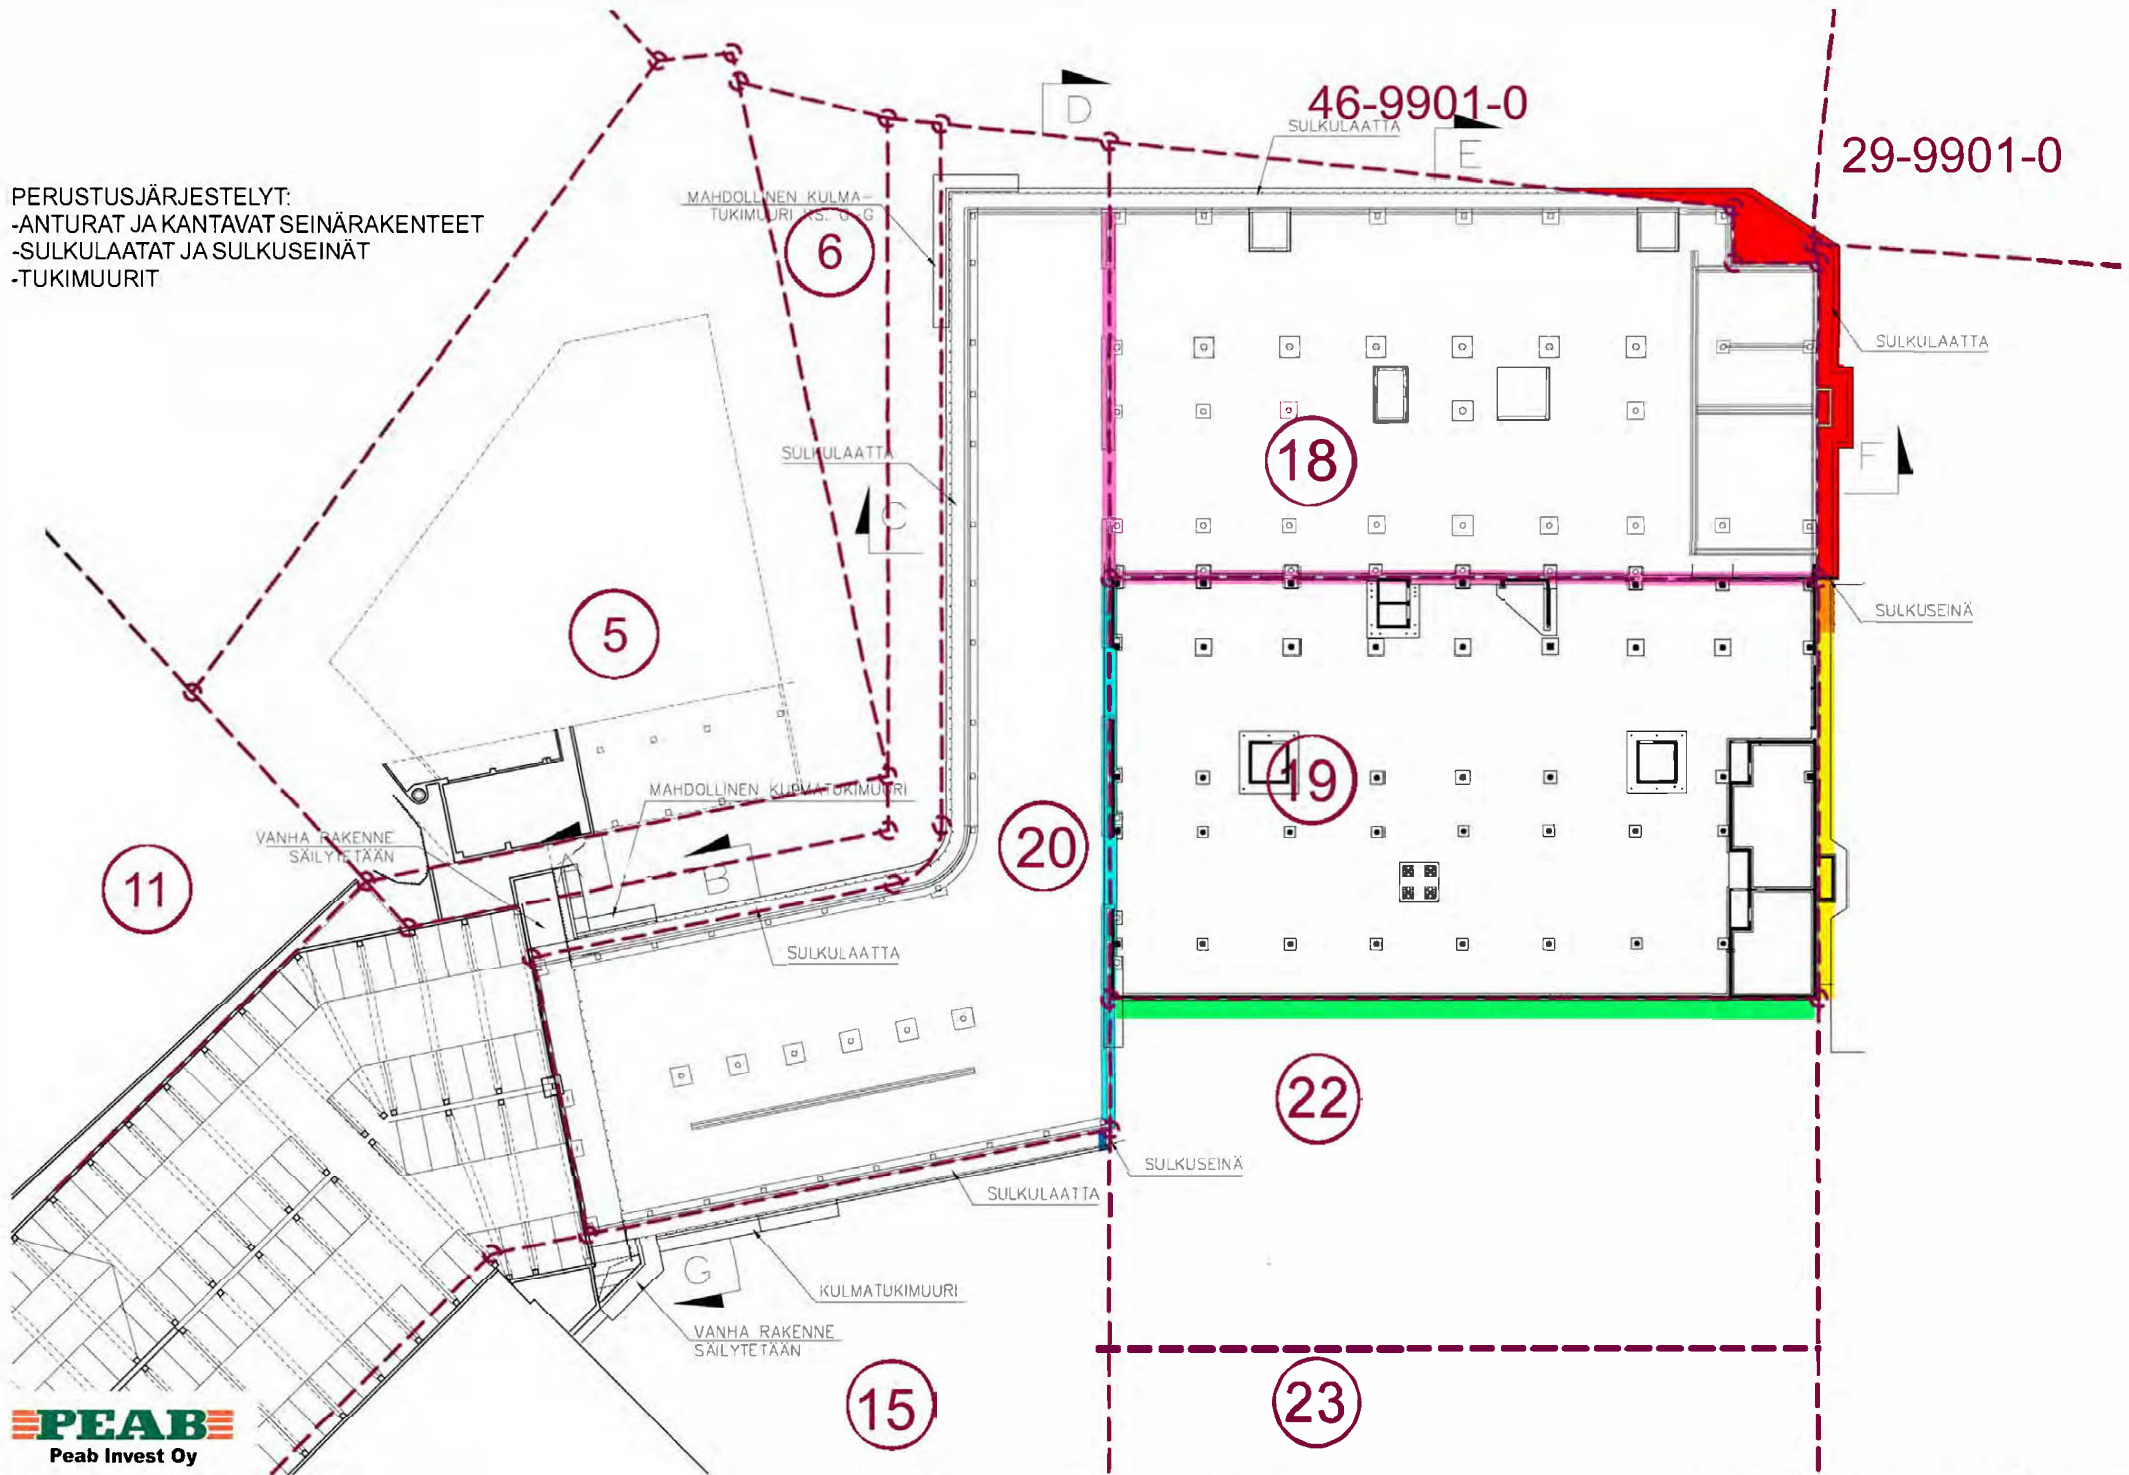 46-9901-0
29-9901-0
D
E
SULKULAATTA
PERUSTUSJÄRJESTELYT:
-ANTURAT JA KANTAVAT SEINÄRAKENTEET
-SULKULAATAT JA SULKUSEINÄT
-TUKIMUURIT
MAHDOLLINEN KULMA-
TUKIMUURI KS. G-G
6
SULKULAATTA
SULKULAATTA
18
F
C
5
SULKUSEINÄ
MAHDOLLINEN KULMATUKIMUURI
19
VANHA RAKENNE
SÄILYTETÄÄN
20
11
B
SULKULAATTA
22
SULKUSEINÄ
SULKULAATTA
G
KULMATUKIMUURI
VANHA RAKENNE
SÄILYTETÄÄN
15
23
PEAB
Peab Invest Oy